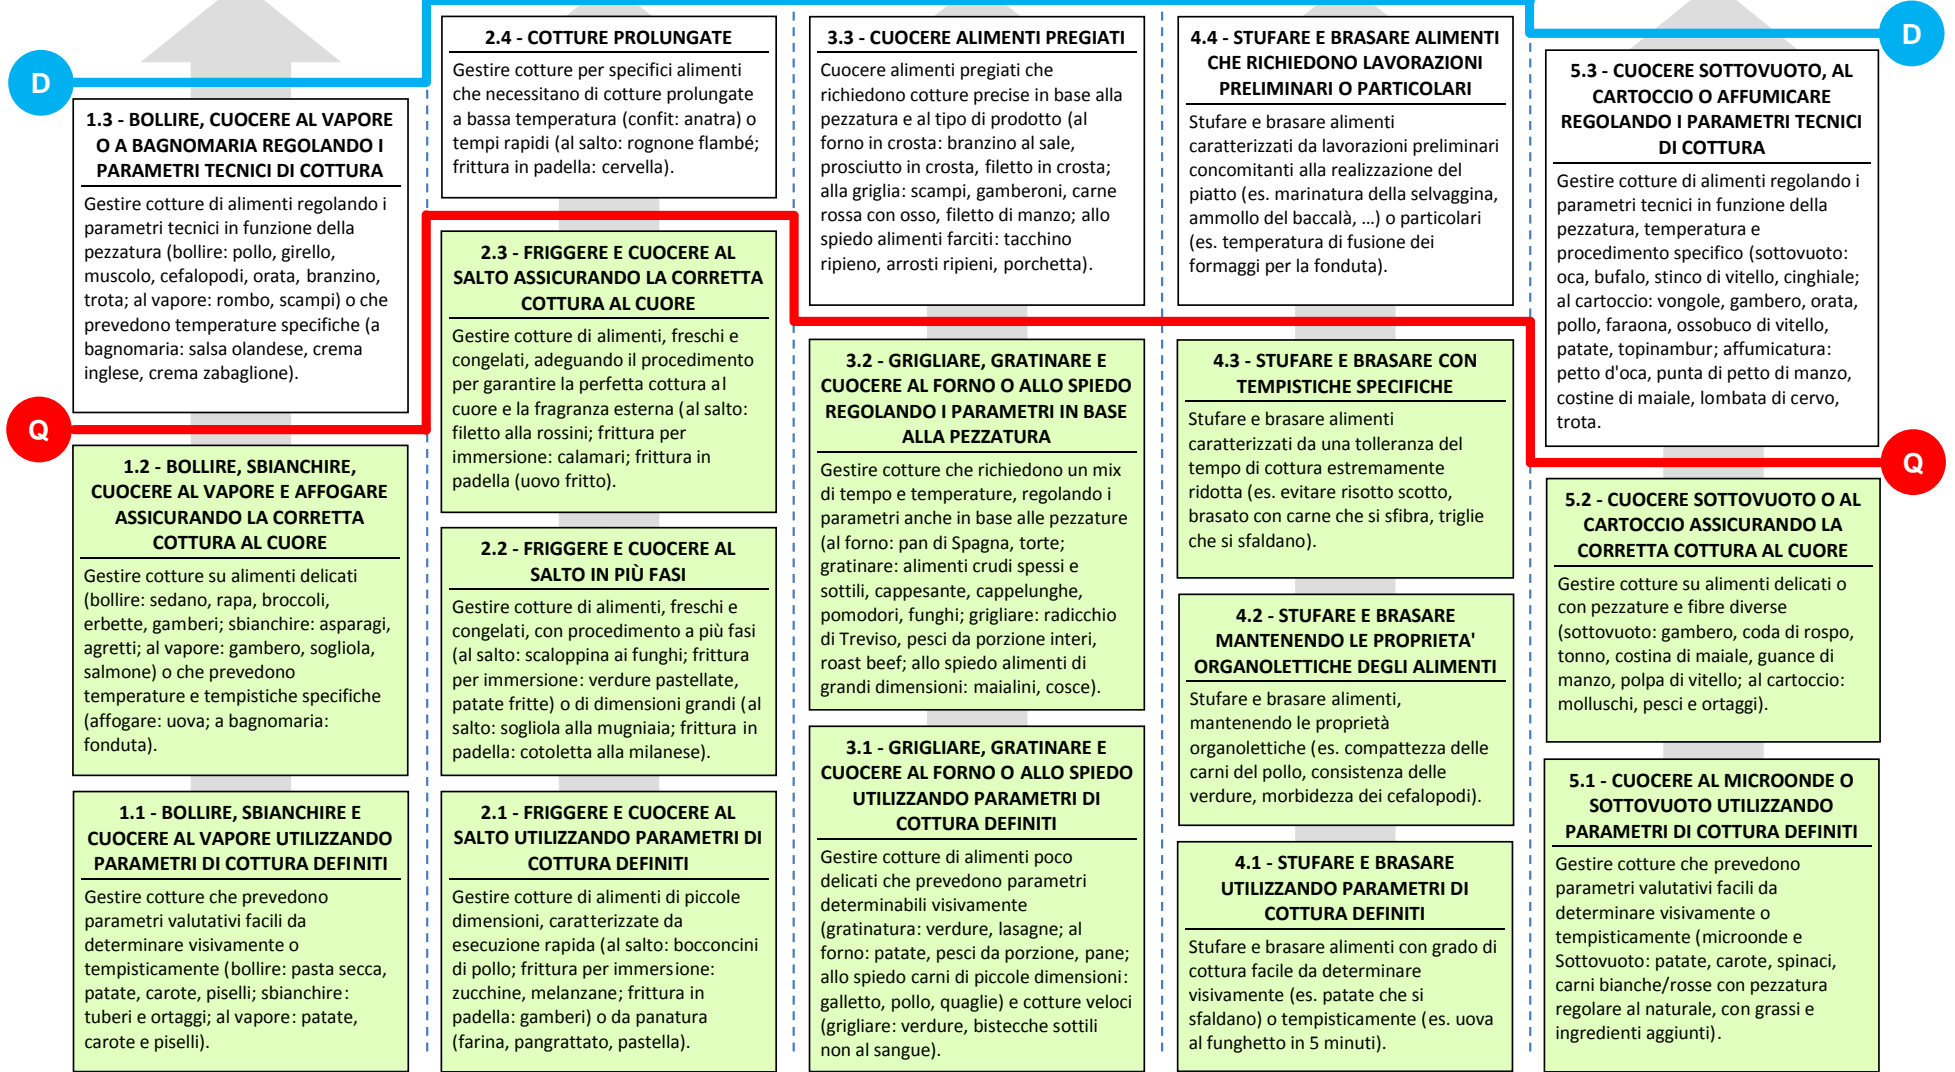 D
D
1.3 - BOLLIRE, CUOCERE AL VAPORE
O A BAGNOMARIA REGOLANDO I
PARAMETRI TECNICI DI COTTURA
Gestire cotture di alimenti regolando i
parametri tecnici in funzione della
pezzatura (bollire: pollo, girello,
muscolo, cefalopodi, orata, branzino,
trota; al vapore: rombo, scampi) o che
prevedono temperature specifiche (a
bagnomaria: salsa olandese, crema
inglese, crema zabaglione).
Q
1.2 - BOLLIRE, SBIANCHIRE,
CUOCERE AL VAPORE E AFFOGARE
ASSICURANDO LA CORRETTA
COTTURA AL CUORE
Gestire cotture su alimenti delicati
(bollire: sedano, rapa, broccoli,
erbette, gamberi; sbianchire: asparagi,
agretti; al vapore: gambero, sogliola,
salmone) o che prevedono
temperature e tempistiche specifiche
(affogare: uova; a bagnomaria:
fonduta).
1.1 - BOLLIRE, SBIANCHIRE E
CUOCERE AL VAPORE UTILIZZANDO
PARAMETRI DI COTTURA DEFINITI
Gestire cotture che prevedono
parametri valutativi facili da
determinare visivamente o
tempisticamente (bollire: pasta secca,
patate, carote, piselli; sbianchire:
tuberi e ortaggi; al vapore: patate,
carote e piselli).
2.4 - COTTURE PROLUNGATE
Gestire cotture per specifici alimenti
che necessitano di cotture prolungate
a bassa temperatura (confit: anatra) o
tempi rapidi (al salto: rognone flambé;
frittura in padella: cervella).
2.3 - FRIGGERE E CUOCERE AL
SALTO ASSICURANDO LA CORRETTA
COTTURA AL CUORE
Gestire cotture di alimenti, freschi e
congelati, adeguando il procedimento
per garantire la perfetta cottura al
cuore e la fragranza esterna (al salto:
filetto alla rossini; frittura per
immersione: calamari; frittura in
padella (uovo fritto).
2.2 - FRIGGERE E CUOCERE AL
SALTO IN PIÙ FASI
Gestire cotture di alimenti, freschi e
congelati, con procedimento a più fasi
(al salto: scaloppina ai funghi; frittura
per immersione: verdure pastellate,
patate fritte) o di dimensioni grandi (al
salto: sogliola alla mugniaia; frittura in
padella: cotoletta alla milanese).
2.1 - FRIGGERE E CUOCERE AL
SALTO UTILIZZANDO PARAMETRI DI
COTTURA DEFINITI
Gestire cotture di alimenti di piccole
dimensioni, caratterizzate da
esecuzione rapida (al salto: bocconcini
di pollo; frittura per immersione:
zucchine, melanzane; frittura in
padella: gamberi) o da panatura
(farina, pangrattato, pastella).
3.3 - CUOCERE ALIMENTI PREGIATI
Cuocere alimenti pregiati che
richiedono cotture precise in base alla
pezzatura e al tipo di prodotto (al
forno in crosta: branzino al sale,
prosciutto in crosta, filetto in crosta;
alla griglia: scampi, gamberoni, carne
rossa con osso, filetto di manzo; allo
spiedo alimenti farciti: tacchino
ripieno, arrosti ripieni, porchetta).
3.2 - GRIGLIARE, GRATINARE E
CUOCERE AL FORNO O ALLO SPIEDO
REGOLANDO I PARAMETRI IN BASE
ALLA PEZZATURA
Gestire cotture che richiedono un mix
di tempo e temperature, regolando i
parametri anche in base alle pezzature
(al forno: pan di Spagna, torte;
gratinare: alimenti crudi spessi e
sottili, cappesante, cappelunghe,
pomodori, funghi; grigliare: radicchio
di Treviso, pesci da porzione interi,
roast beef; allo spiedo alimenti di
grandi dimensioni: maialini, cosce).
3.1 - GRIGLIARE, GRATINARE E
CUOCERE AL FORNO O ALLO SPIEDO
UTILIZZANDO PARAMETRI DI
COTTURA DEFINITI
Gestire cotture di alimenti poco
delicati che prevedono parametri
determinabili visivamente
(gratinatura: verdure, lasagne; al
forno: patate, pesci da porzione, pane;
allo spiedo carni di piccole dimensioni:
galletto, pollo, quaglie) e cotture veloci
(grigliare: verdure, bistecche sottili
non al sangue).
4.4 - STUFARE E BRASARE ALIMENTI
CHE RICHIEDONO LAVORAZIONI
PRELIMINARI O PARTICOLARI
Stufare e brasare alimenti
caratterizzati da lavorazioni preliminari
concomitanti alla realizzazione del
piatto (es. marinatura della selvaggina,
ammollo del baccalà, ...) o particolari
(es. temperatura di fusione dei
formaggi per la fonduta).
4.3 - STUFARE E BRASARE CON
TEMPISTICHE SPECIFICHE
Stufare e brasare alimenti
caratterizzati da una tolleranza del
tempo di cottura estremamente
ridotta (es. evitare risotto scotto,
brasato con carne che si sfibra, triglie
che si sfaldano).
4.2 - STUFARE E BRASARE
MANTENENDO LE PROPRIETA'
ORGANOLETTICHE DEGLI ALIMENTI
Stufare e brasare alimenti,
mantenendo le proprietà
organolettiche (es. compattezza delle
carni del pollo, consistenza delle
verdure, morbidezza dei cefalopodi).
4.1 - STUFARE E BRASARE
UTILIZZANDO PARAMETRI DI
COTTURA DEFINITI
Stufare e brasare alimenti con grado di
cottura facile da determinare
visivamente (es. patate che si
sfaldano) o tempisticamente (es. uova
al funghetto in 5 minuti).
5.3 - CUOCERE SOTTOVUOTO, AL
CARTOCCIO O AFFUMICARE
REGOLANDO I PARAMETRI TECNICI
DI COTTURA
Gestire cotture di alimenti regolando i
parametri tecnici in funzione della
pezzatura, temperatura e
procedimento specifico (sottovuoto:
oca, bufalo, stinco di vitello, cinghiale;
al cartoccio: vongole, gambero, orata,
pollo, faraona, ossobuco di vitello,
patate, topinambur; affumicatura:
petto d'oca, punta di petto di manzo,
costine di maiale, lombata di cervo,
trota.
Q
5.2 - CUOCERE SOTTOVUOTO O AL
CARTOCCIO ASSICURANDO LA
CORRETTA COTTURA AL CUORE
Gestire cotture su alimenti delicati o
con pezzature e fibre diverse
(sottovuoto: gambero, coda di rospo,
tonno, costina di maiale, guance di
manzo, polpa di vitello; al cartoccio:
molluschi, pesci e ortaggi).
5.1 - CUOCERE AL MICROONDE O
SOTTOVUOTO UTILIZZANDO
PARAMETRI DI COTTURA DEFINITI
Gestire cotture che prevedono
parametri valutativi facili da
determinare visivamente o
tempisticamente (microonde e
Sottovuoto: patate, carote, spinaci,
carni bianche/rosse con pezzatura
regolare al naturale, con grassi e
ingredienti aggiunti).